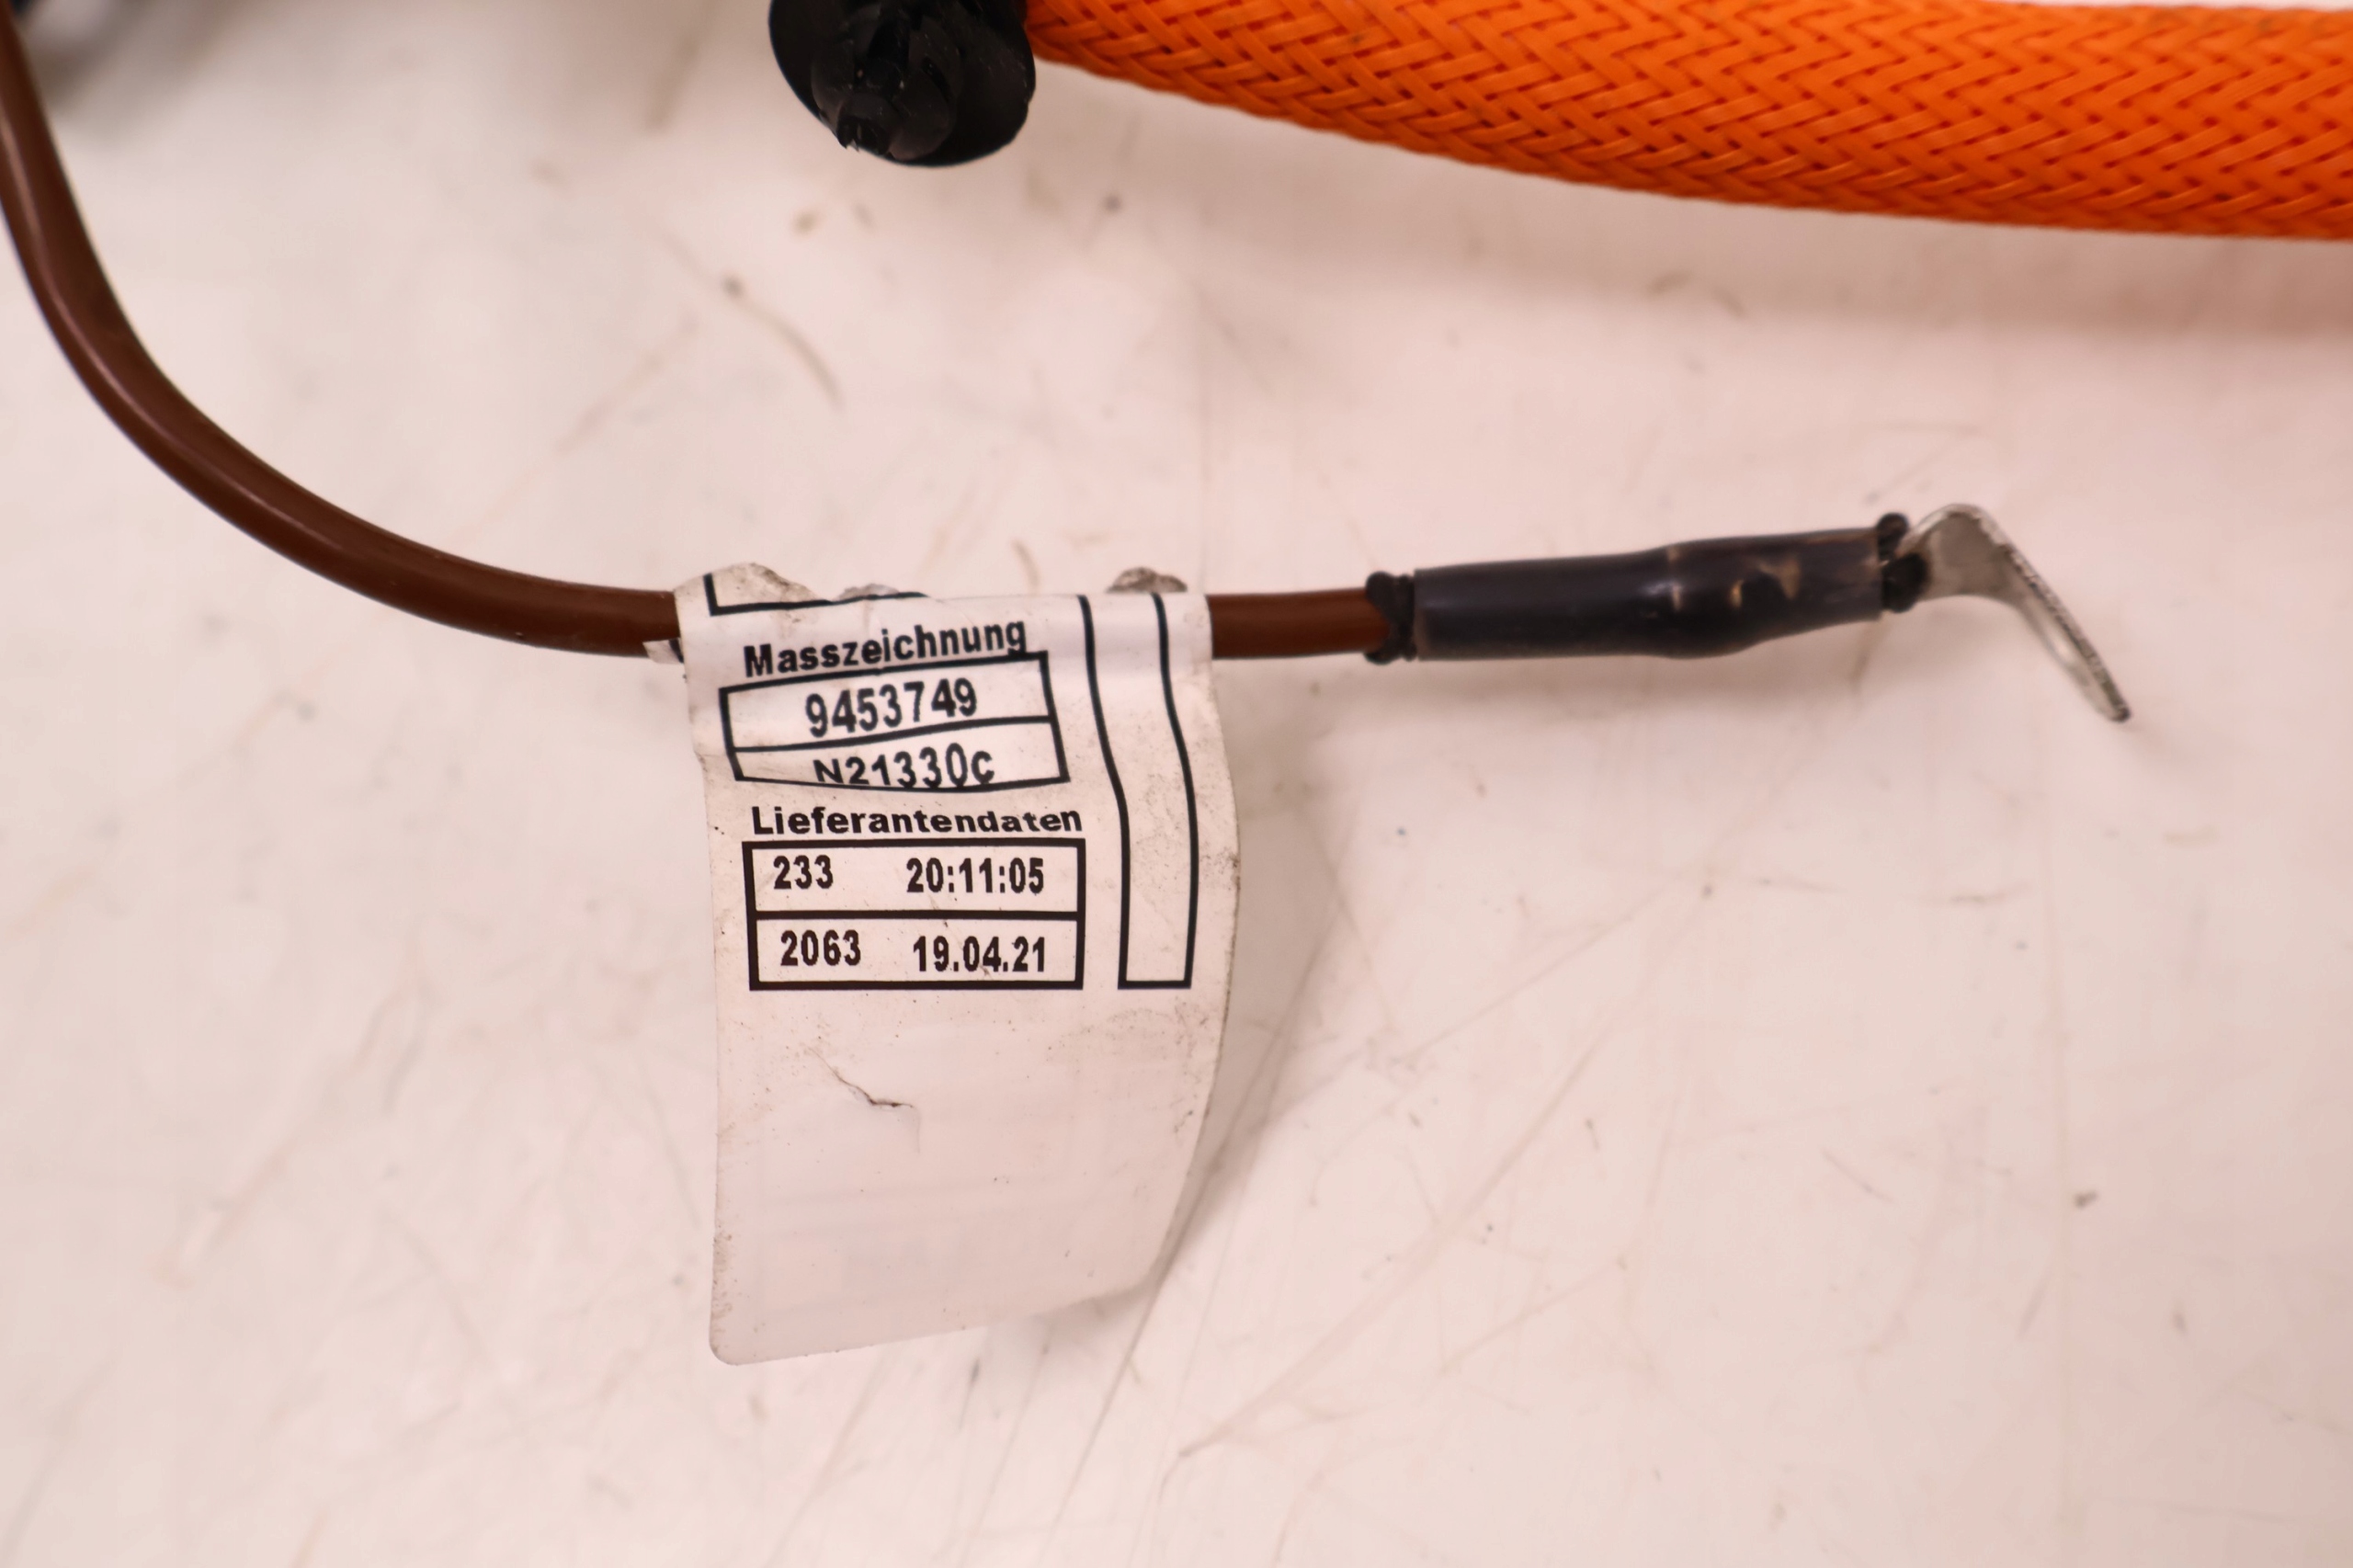 Masszeichnung
9453749
N21330c
Lieferantendaten
233 20:11:05
2063 19.04.21